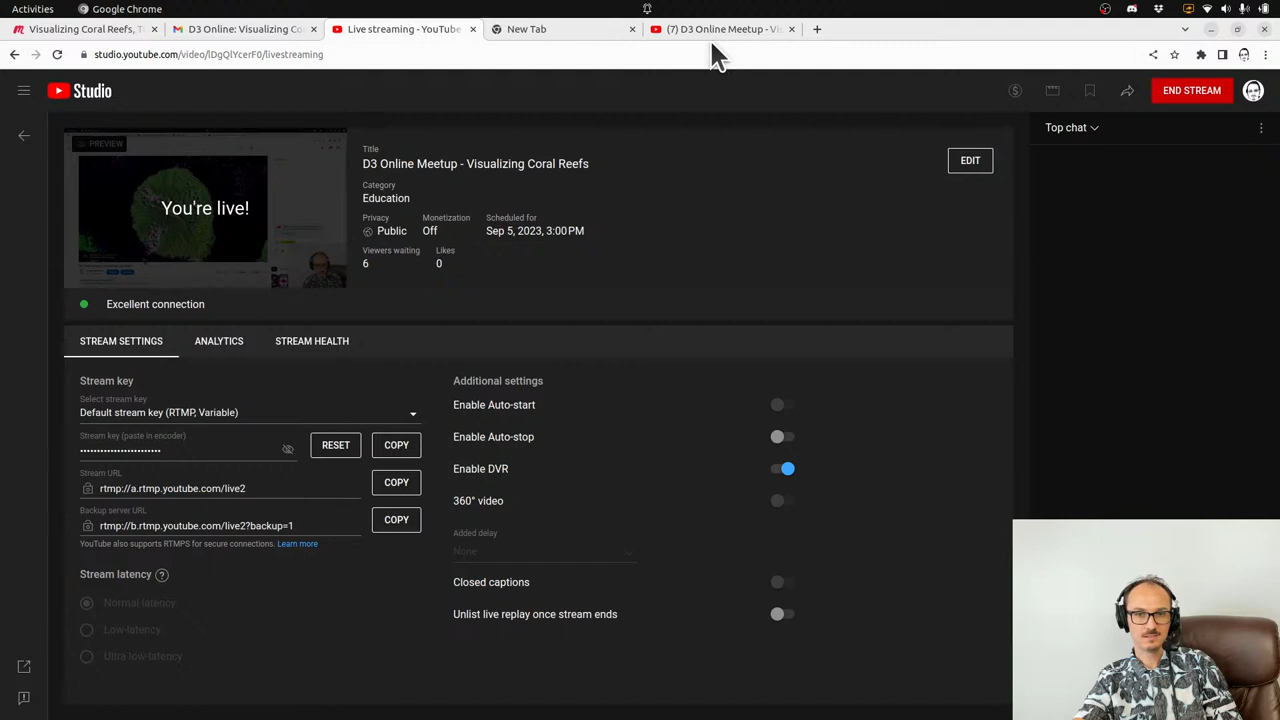 Activities
Google Chrome
Visualizing Coral Reefs, T
D3 Online: Visualizing Co
Live streaming - YouTube
New Tab
(7) D3 Online Meetup - Vis
studio.youtube.com/video/lDgQlYcerF0/livestreaming
Studio
END STREAM
PREVIEW
You're live!
Title
D3 Online Meetup - Visualizing Coral Reefs
EDIT
Category
Education
Privacy
Monetization
Scheduled for
Public
Off
Sep 5, 2023, 3:00 PM
Viewers waiting
Likes
6
0
Top chat
Excellent connection
STREAM SETTINGS
ANALYTICS
STREAM HEALTH
Stream key
Select stream key
Default stream key (RTMP, Variable)
Stream key (paste in encoder)
•••••••••••••••••••••••
RESET
COPY
Stream URL
rtmp://a.rtmp.youtube.com/live2
COPY
Backup server URL
rtmp://b.rtmp.youtube.com/live2?backup=1
COPY
YouTube also supports RTMPS for secure connections. Learn more
Stream latency
Normal latency
Low-latency
Ultra low-latency
Additional settings
Enable Auto-start
Enable Auto-stop
Enable DVR
360° video
Added delay
None
Closed captions
Unlist live replay once stream ends